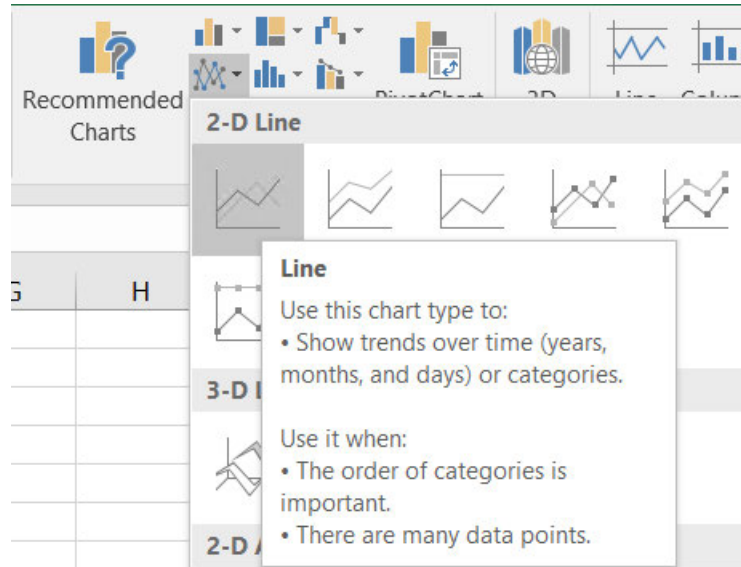 Recommended
Charts
2-D Line
G H
Line
Use this chart type to:
• Show trends over time (years,
months, and days) or categories.
3-D
Use it when:
• The order of categories is
important.
• There are many data points.
2-D